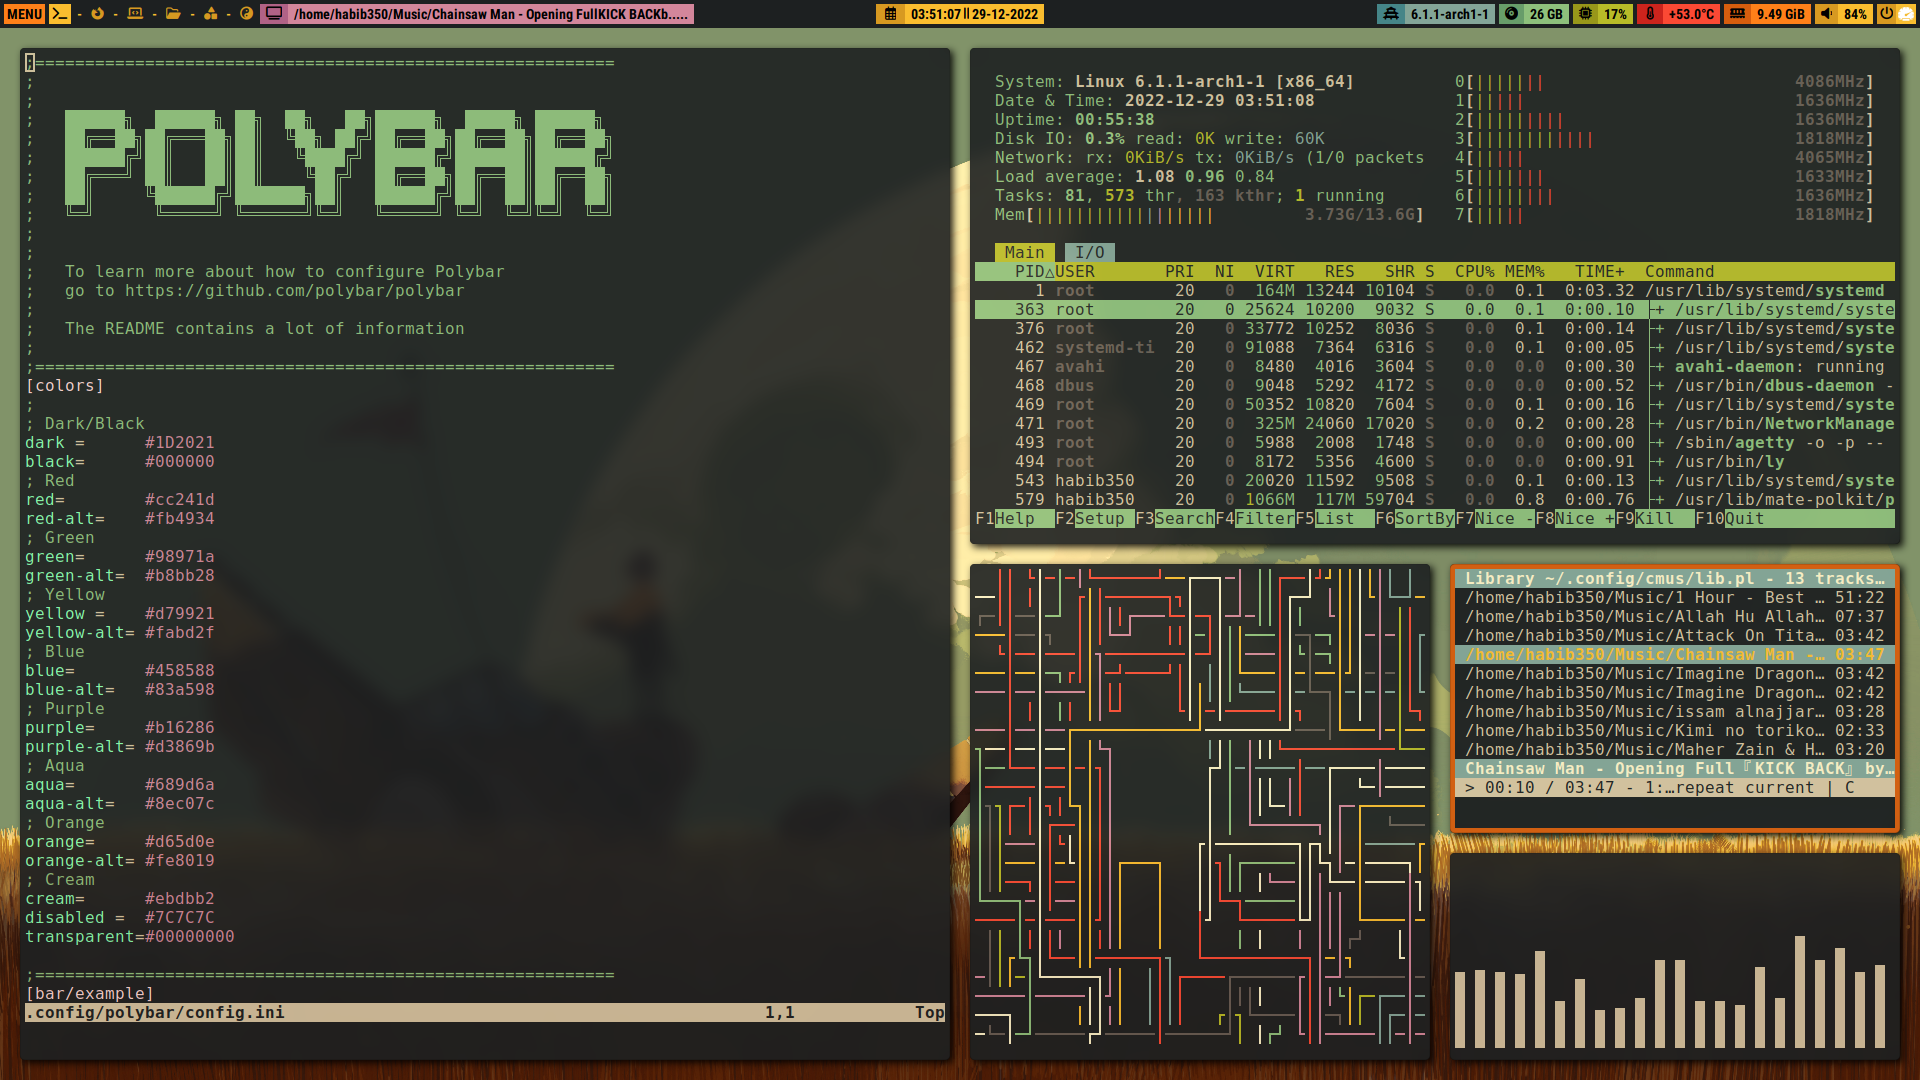 MENU - - - - - /home/habib350/Music/Chainsaw Man - Opening FullKICK BACKb..... 03:51:07 || 29-12-2022 6.1.1-arch1-1 26 GB 17% +53.0°C 9.49 GiB 84%
;==========================================================
;
;
; POLYBAR
;
;
;
;
;
;
;
; To learn more about how to configure Polybar
; go to https://github.com/polybar/polybar
;
; The README contains a lot of information
;
;==========================================================
[colors]
;
; Dark/Black
dark = #1D2021
black= #000000
; Red
red= #cc241d
red-alt= #fb4934
; Green
green= #98971a
green-alt= #b8bb28
; Yellow
yellow = #d79921
yellow-alt= #fabd2f
; Blue
blue= #458588
blue-alt= #83a598
; Purple
purple= #b16286
purple-alt= #d3869b
; Aqua
aqua= #689d6a
aqua-alt= #8ec07c
; Orange
orange= #d65d0e
orange-alt= #fe8019
; Cream
cream= #ebdbb2
disabled = #7C7C7C
transparent=#00000000
;==========================================================
[bar/example]
.config/polybar/config.ini 1,1 Top
System: Linux 6.1.1-arch1-1 [x86_64] 0[||||||| 4086MHz]
Date & Time: 2022-12-29 03:51:08 1[||||| 1636MHz]
Uptime: 00:55:38 2[||||||||| 1636MHz]
Disk IO: 0.3% read: 0K write: 60K 3[|||||||||||| 1818MHz]
Network: rx: 0KiB/s tx: 0KiB/s (1/0 packets 4[||||| 4065MHz]
Load average: 1.08 0.96 0.84 5[||||||| 1633MHz]
Tasks: 81, 573 thr, 163 kthr; 1 running 6[|||||||| 1636MHz]
Mem[|||||||||||||||||| 3.73G/13.6G] 7[||||| 1818MHz]
Main I/O
PID△USER PRI NI VIRT RES SHR S CPU% MEM% TIME+ Command
1 root 20 0 164M 13244 10104 S 0.0 0.1 0:03.32 /usr/lib/systemd/systemd
363 root 20 0 25624 10200 9032 S 0.0 0.1 0:00.10 ├+ /usr/lib/systemd/syste
376 root 20 0 33772 10252 8036 S 0.0 0.1 0:00.14 ├+ /usr/lib/systemd/syste
462 systemd-ti 20 0 91088 7364 6316 S 0.0 0.1 0:00.05 ├+ /usr/lib/systemd/syste
467 avahi 20 0 8480 4016 3604 S 0.0 0.0 0:00.30 ├+ avahi-daemon: running
468 dbus 20 0 9048 5292 4172 S 0.0 0.0 0:00.52 ├+ /usr/bin/dbus-daemon -
469 root 20 0 50352 10820 7604 S 0.0 0.1 0:00.16 ├+ /usr/lib/systemd/syste
471 root 20 0 325M 24060 17020 S 0.0 0.2 0:00.28 ├+ /usr/bin/NetworkManage
493 root 20 0 5988 2008 1748 S 0.0 0.0 0:00.00 ├+ /sbin/agetty -o -p --
494 root 20 0 8172 5356 4600 S 0.0 0.0 0:00.91 ├+ /usr/bin/ly
543 habib350 20 0 20020 11592 9508 S 0.0 0.1 0:00.13 ├+ /usr/lib/systemd/syste
579 habib350 20 0 1066M 117M 59704 S 0.0 0.8 0:00.76 ├+ /usr/lib/mate-polkit/p
F1Help F2Setup F3SearchF4FilterF5List F6SortByF7Nice -F8Nice +F9Kill F10Quit
Library ~/.config/cmus/lib.pl - 13 tracks…
/home/habib350/Music/1 Hour - Best … 51:22
/home/habib350/Music/Allah Hu Allah… 07:37
/home/habib350/Music/Attack On Tita… 03:42
/home/habib350/Music/Chainsaw Man -… 03:47
/home/habib350/Music/Imagine Dragon… 03:42
/home/habib350/Music/Imagine Dragon… 02:42
/home/habib350/Music/issam alnajjar… 03:28
/home/habib350/Music/Kimi no toriko… 02:33
/home/habib350/Music/Maher Zain & H… 03:20
Chainsaw Man - Opening Full『KICK BACK』by…
> 00:10 / 03:47 - 1:…repeat current | C